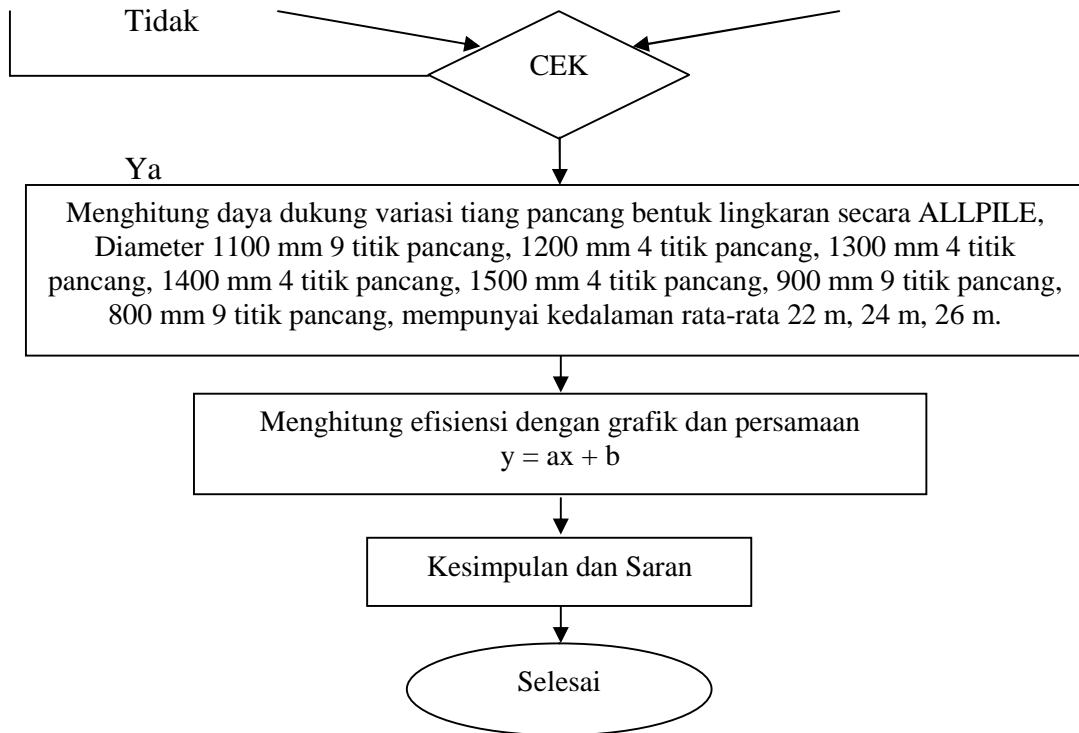 Tidak
CEK
Ya
Menghitung daya dukung variasi tiang pancang bentuk lingkaran secara ALLPILE,
Diameter 1100 mm 9 titik pancang, 1200 mm 4 titik pancang, 1300 mm 4 titik
pancang, 1400 mm 4 titik pancang, 1500 mm 4 titik pancang, 900 mm 9 titik pancang,
800 mm 9 titik pancang, mempunyai kedalaman rata-rata 22 m, 24 m, 26 m.
Menghitung efisiensi dengan grafik dan persamaan
y = ax + b
Kesimpulan dan Saran
Selesai